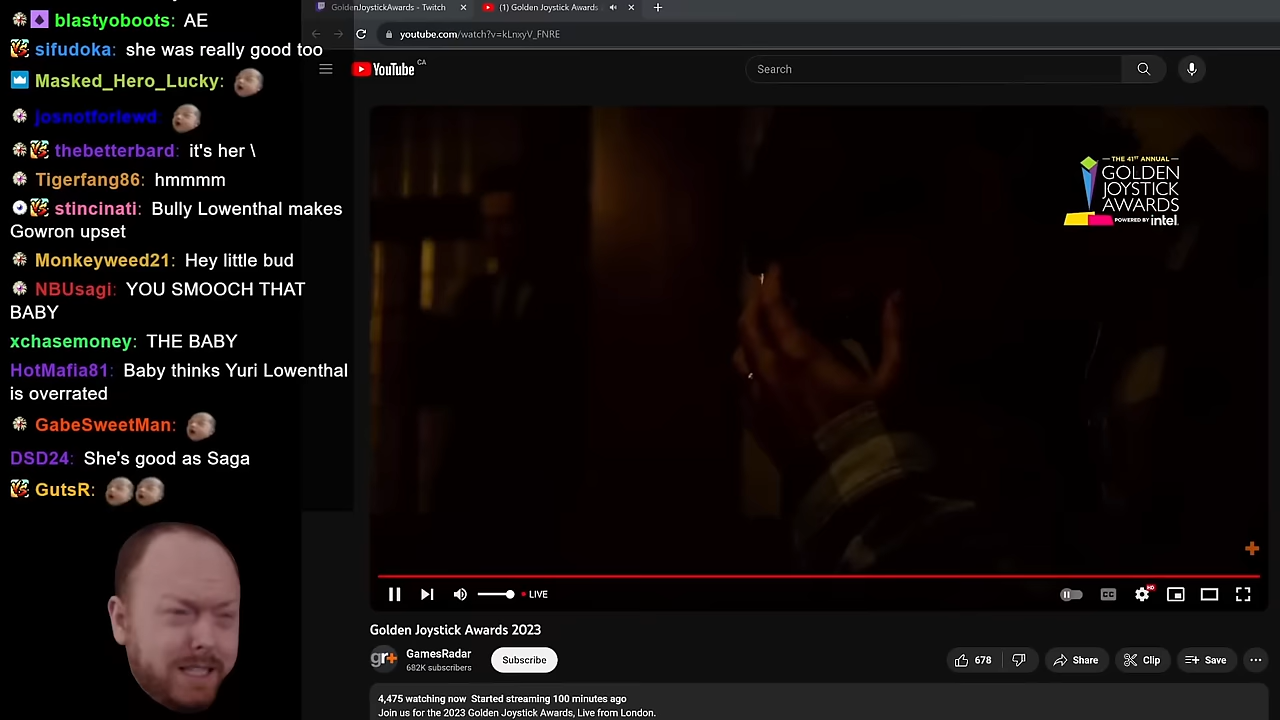 blastyoboots: AE
sifudoka: she was really good too
Masked_Hero_Lucky:
josnotforlewd
thebetterbard: it's her \
Tigerfang86: hmmmm
stincinati: Bully Lowenthal makes
Gowron upset
Monkeyweed21: Hey little bud
NBUsagi: YOU SMOOCH THAT
BABY
xchasemoney: THE BABY
HotMafia81: Baby thinks Yuri Lowenthal
is overrated
GabeSweetMan:
DSD24: She's good as Saga
GutsR:
GoldenJoystickAwards - Twitch
(1) Golden Joystick Awards
youtube.com/watch?v=kLnxyV_FNRE
YouTube CA
Search
THE 41ST ANNUAL
GOLDEN
JOYSTICK
AWARDS
POWERED BY intel
LIVE
CC
HD
Golden Joystick Awards 2023
gr+
GamesRadar
682K subscribers
Subscribe
678
Share
Clip
Save
4,475 watching now Started streaming 100 minutes ago
Join us for the 2023 Golden Joystick Awards, Live from London.